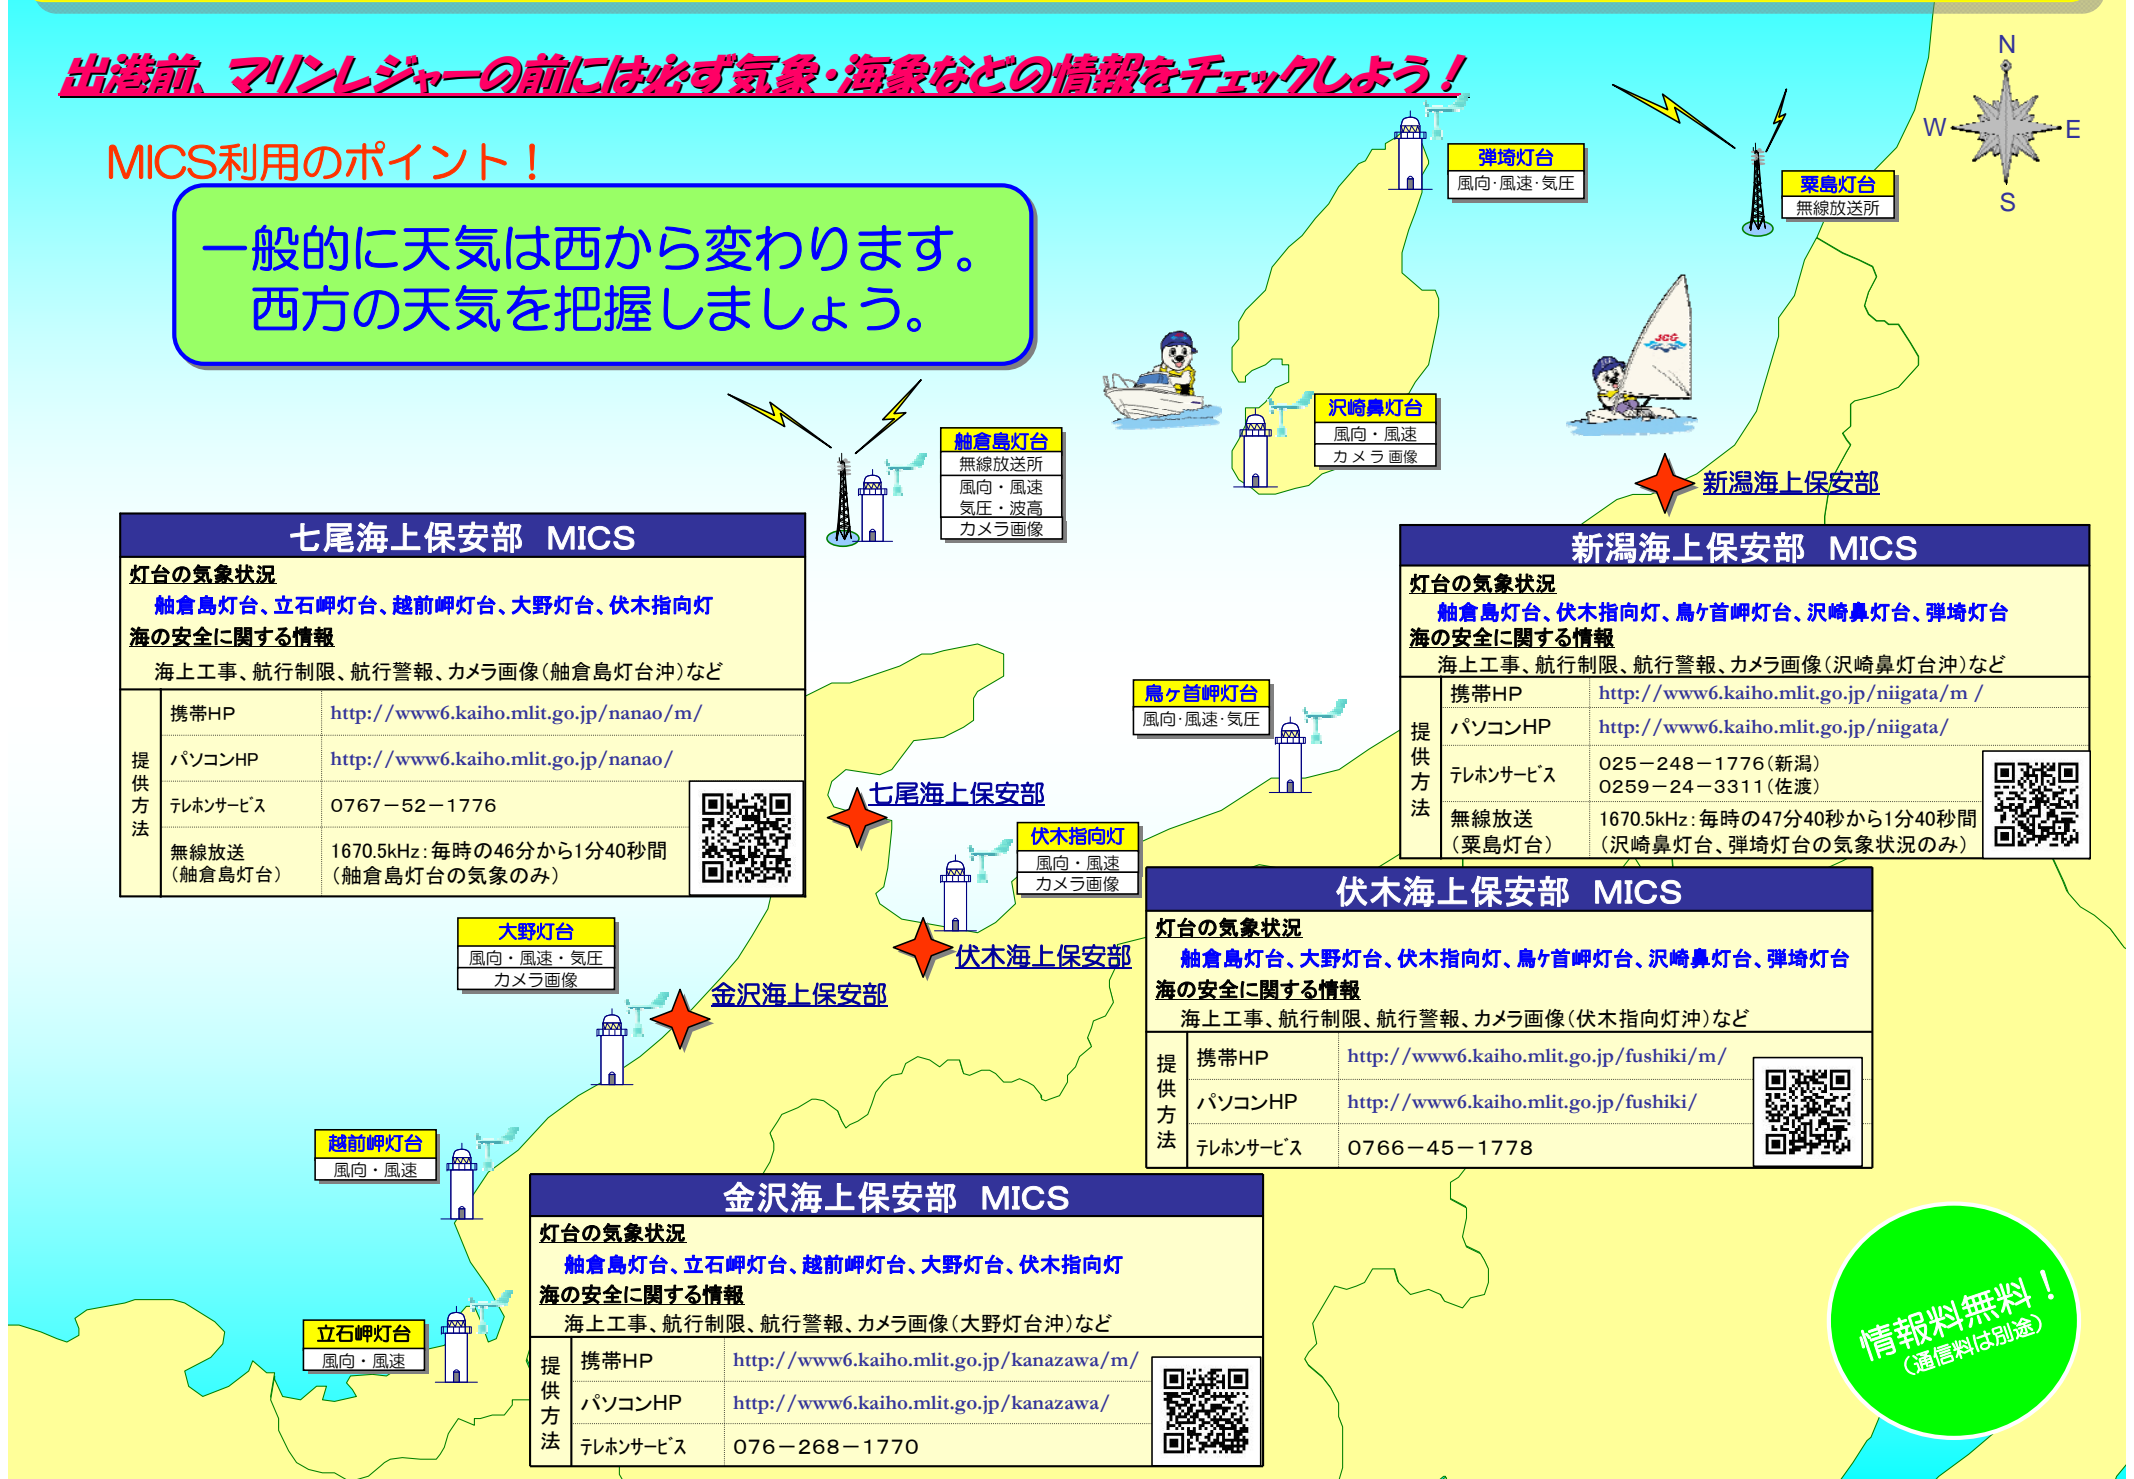 出港前、マリンレジャーの前には必ず気象・海象などの情報をチェックしよう！
MICS利用のポイント！
一般的に天気は西から変わります。
西方の天気を把握しましょう。
N
W
E
S
弾埼灯台
風向・風速・気圧
粟島灯台
無線放送所
JCG
沢崎鼻灯台
風向・風速
カメラ画像
舳倉島灯台
無線放送所
風向・風速
気圧・波高
カメラ画像
新潟海上保安部
七尾海上保安部　MICS
灯台の気象状況
舳倉島灯台、立石岬灯台、越前岬灯台、大野灯台、伏木指向灯
海の安全に関する情報
海上工事、航行制限、航行警報、カメラ画像（舳倉島灯台沖）など
提供方法
携帯HP
http://www6.kaiho.mlit.go.jp/nanao/m/
パソコンHP
http://www6.kaiho.mlit.go.jp/nanao/
テレホンサービス
0767－52－1776
無線放送
（舳倉島灯台）
1670.5kHz：毎時の46分から1分40秒間
（舳倉島灯台の気象のみ）
新潟海上保安部　MICS
灯台の気象状況
舳倉島灯台、伏木指向灯、鳥ケ首岬灯台、沢崎鼻灯台、弾埼灯台
海の安全に関する情報
海上工事、航行制限、航行警報、カメラ画像（沢崎鼻灯台沖）など
提供方法
携帯HP
http://www6.kaiho.mlit.go.jp/niigata/m /
パソコンHP
http://www6.kaiho.mlit.go.jp/niigata/
テレホンサービス
025－248－1776（新潟）
0259－24－3311（佐渡）
無線放送
（粟島灯台）
1670.5kHz：毎時の47分40秒から1分40秒間
（沢崎鼻灯台、弾埼灯台の気象状況のみ）
鳥ヶ首岬灯台
風向・風速・気圧
七尾海上保安部
伏木指向灯
風向・風速
カメラ画像
伏木海上保安部
大野灯台
風向・風速・気圧
カメラ画像
金沢海上保安部
伏木海上保安部　MICS
灯台の気象状況
舳倉島灯台、大野灯台、伏木指向灯、鳥ケ首岬灯台、沢崎鼻灯台、弾埼灯台
海の安全に関する情報
海上工事、航行制限、航行警報、カメラ画像（伏木指向灯沖）など
提供方法
携帯HP
http://www6.kaiho.mlit.go.jp/fushiki/m/
パソコンHP
http://www6.kaiho.mlit.go.jp/fushiki/
テレホンサービス
0766－45－1778
越前岬灯台
風向・風速
立石岬灯台
風向・風速
金沢海上保安部　MICS
灯台の気象状況
舳倉島灯台、立石岬灯台、越前岬灯台、大野灯台、伏木指向灯
海の安全に関する情報
海上工事、航行制限、航行警報、カメラ画像（大野灯台沖）など
提供方法
携帯HP
http://www6.kaiho.mlit.go.jp/kanazawa/m/
パソコンHP
http://www6.kaiho.mlit.go.jp/kanazawa/
テレホンサービス
076－268－1770
情報料無料！
（通信料は別途）